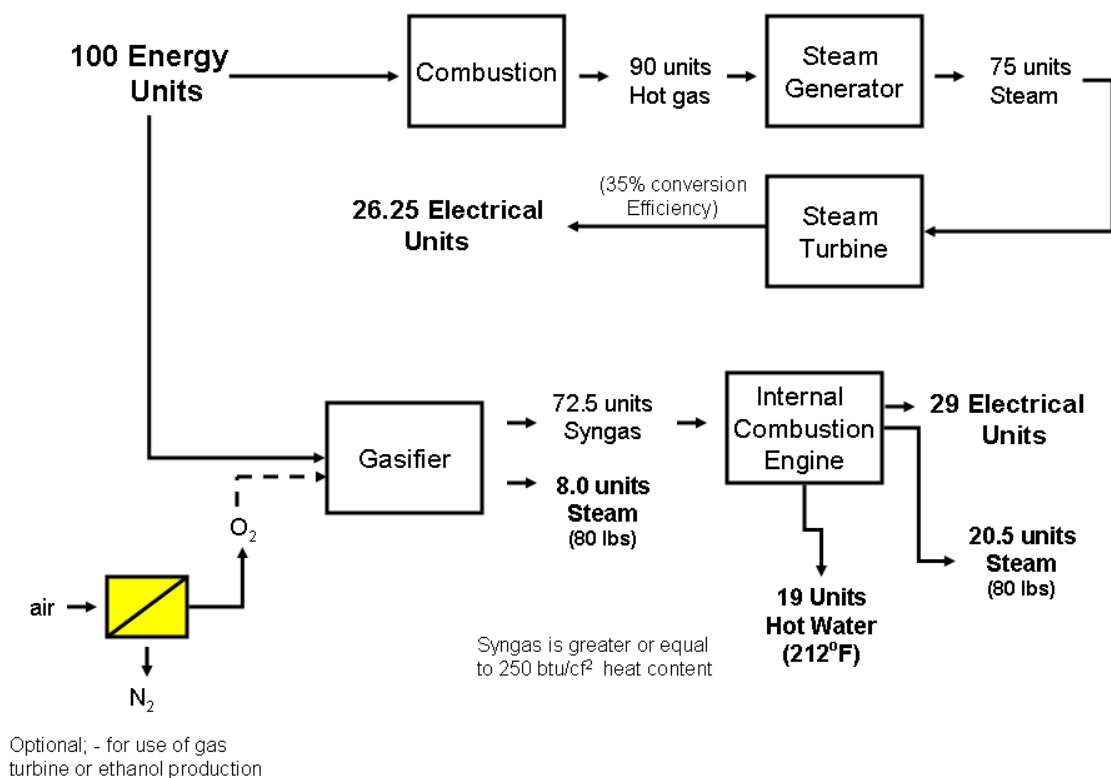 100 Energy
Units
Combustion
90 units
Hot gas
Steam
Generator
75 units
Steam
(35% conversion
Efficiency)
26.25 Electrical
Units
Steam
Turbine
Gasifier
72.5 units
Syngas
8.0 units
Steam
(80 lbs)
Internal
Combustion
Engine
29 Electrical
Units
20.5 units
Steam
(80 lbs)
19 Units
Hot Water
(212⁰F)
O₂
air
N₂
Syngas is greater or equal
to 250 btu/cf² heat content
Optional; - for use of gas
turbine or ethanol production